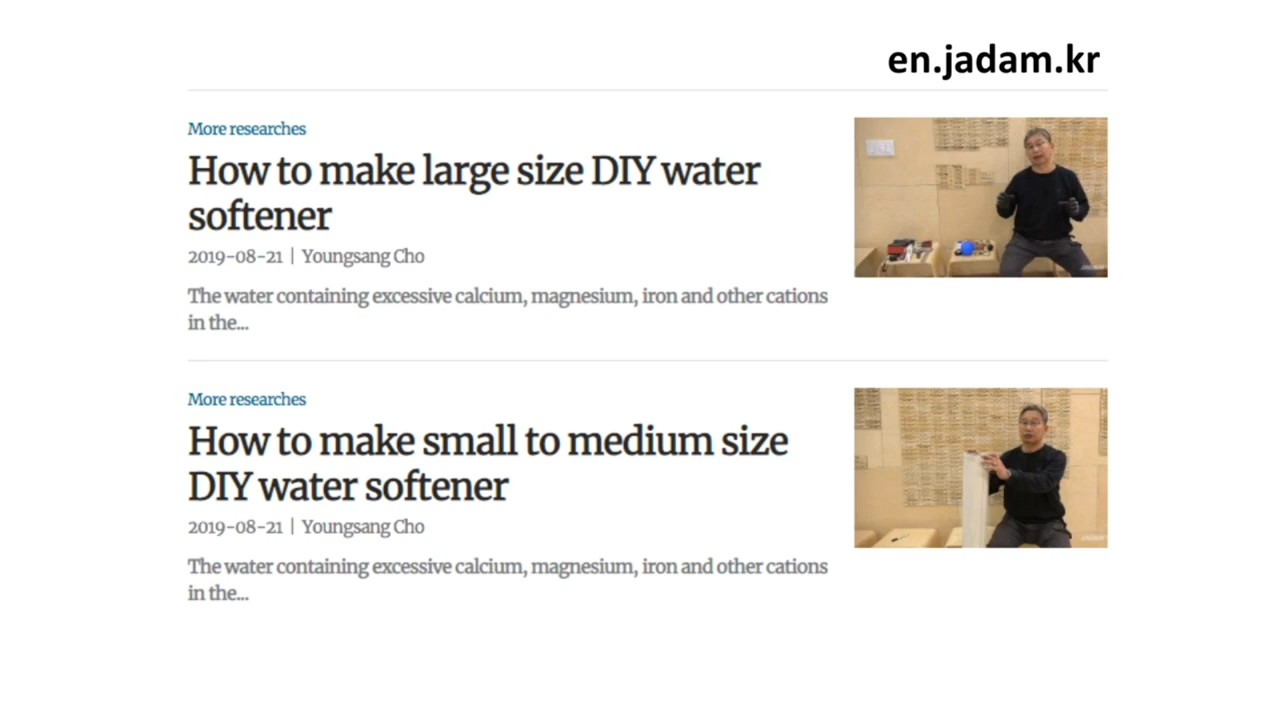 en.jadam.kr
More researches
How to make large size DIY water
softener
2019-08-21 | Youngsang Cho
The water containing excessive calcium, magnesium, iron and other cations
in the...
More researches
How to make small to medium size
DIY water softener
2019-08-21 | Youngsang Cho
The water containing excessive calcium, magnesium, iron and other cations
in the...